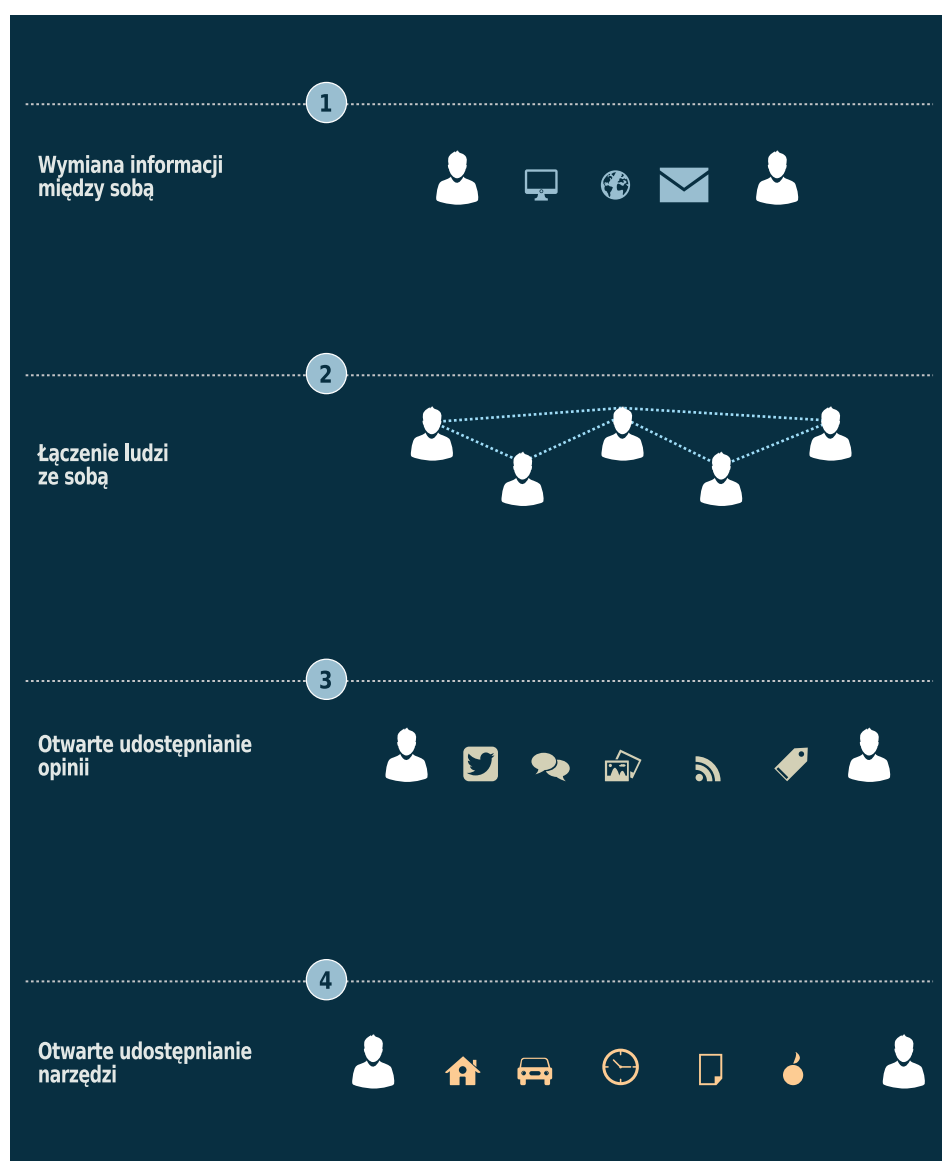 1
Wymiana informacji
między sobą
2
Łączenie ludzi
ze sobą
3
Otwarte udostępnianie
opinii
4
Otwarte udostępnianie
narzędzi